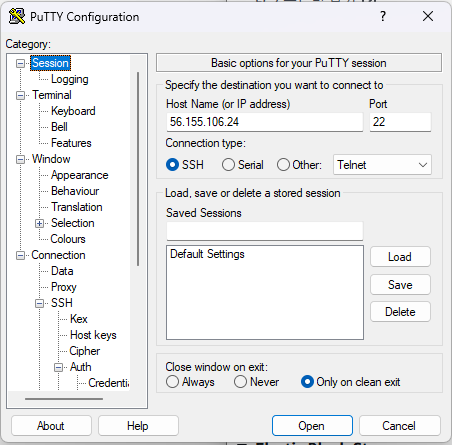 PuTTY Configuration
?
Category:
Session
Logging
Terminal
Keyboard
Bell
Features
Window
Appearance
Behaviour
Translation
Selection
Colours
Connection
Data
Proxy
SSH
Kex
Host keys
Cipher
Auth
Basic options for your PuTTY session
Specify the destination you want to connect to
Host Name (or IP address) Port
56.155.106.24 22
Connection type:
SSH Serial Other: Telnet
Load, save or delete a stored session
Saved Sessions
Default Settings
Load
Save
Delete
Close window on exit:
Always Never Only on clean exit
About Help Open Cancel